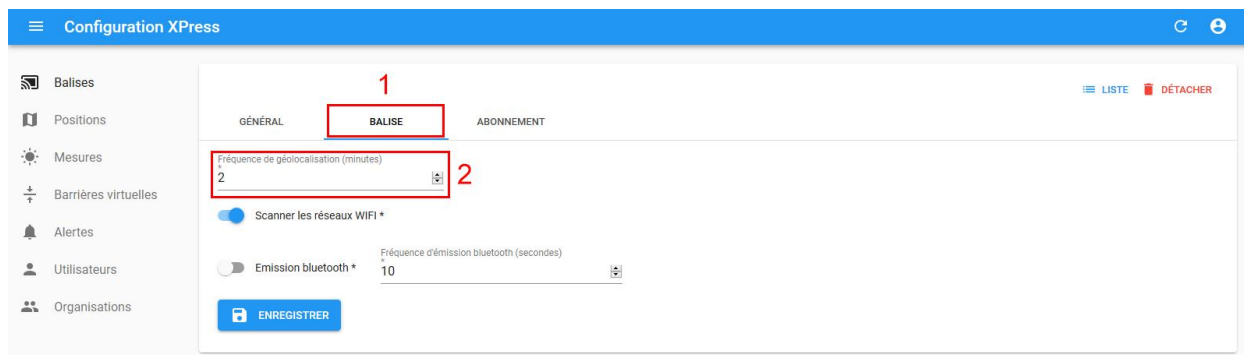 Configuration XPress
Balises
Positions
Mesures
Barrières virtuelles
Alertes
Utilisateurs
Organisations
1
LISTE DÉTACHER
GÉNÉRAL BALISE ABONNEMENT
Fréquence de géolocalisation (minutes)
*
2
2
Scanner les réseaux WIFI *
Emission bluetooth *
Fréquence d'émission bluetooth (secondes)
*
10
ENREGISTRER